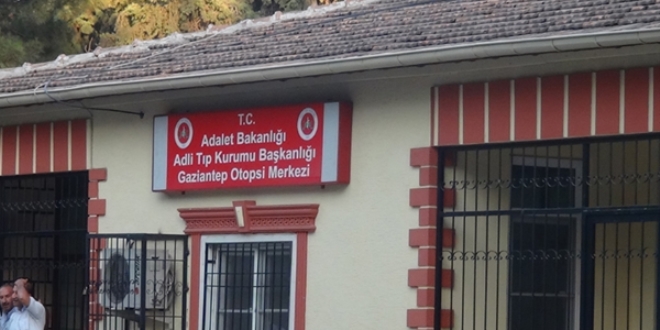 T.C.
Adalet Bakanlığı
Adli Tıp Kurumu Başkanlığı
Gaziantep Otopsi Merkezi